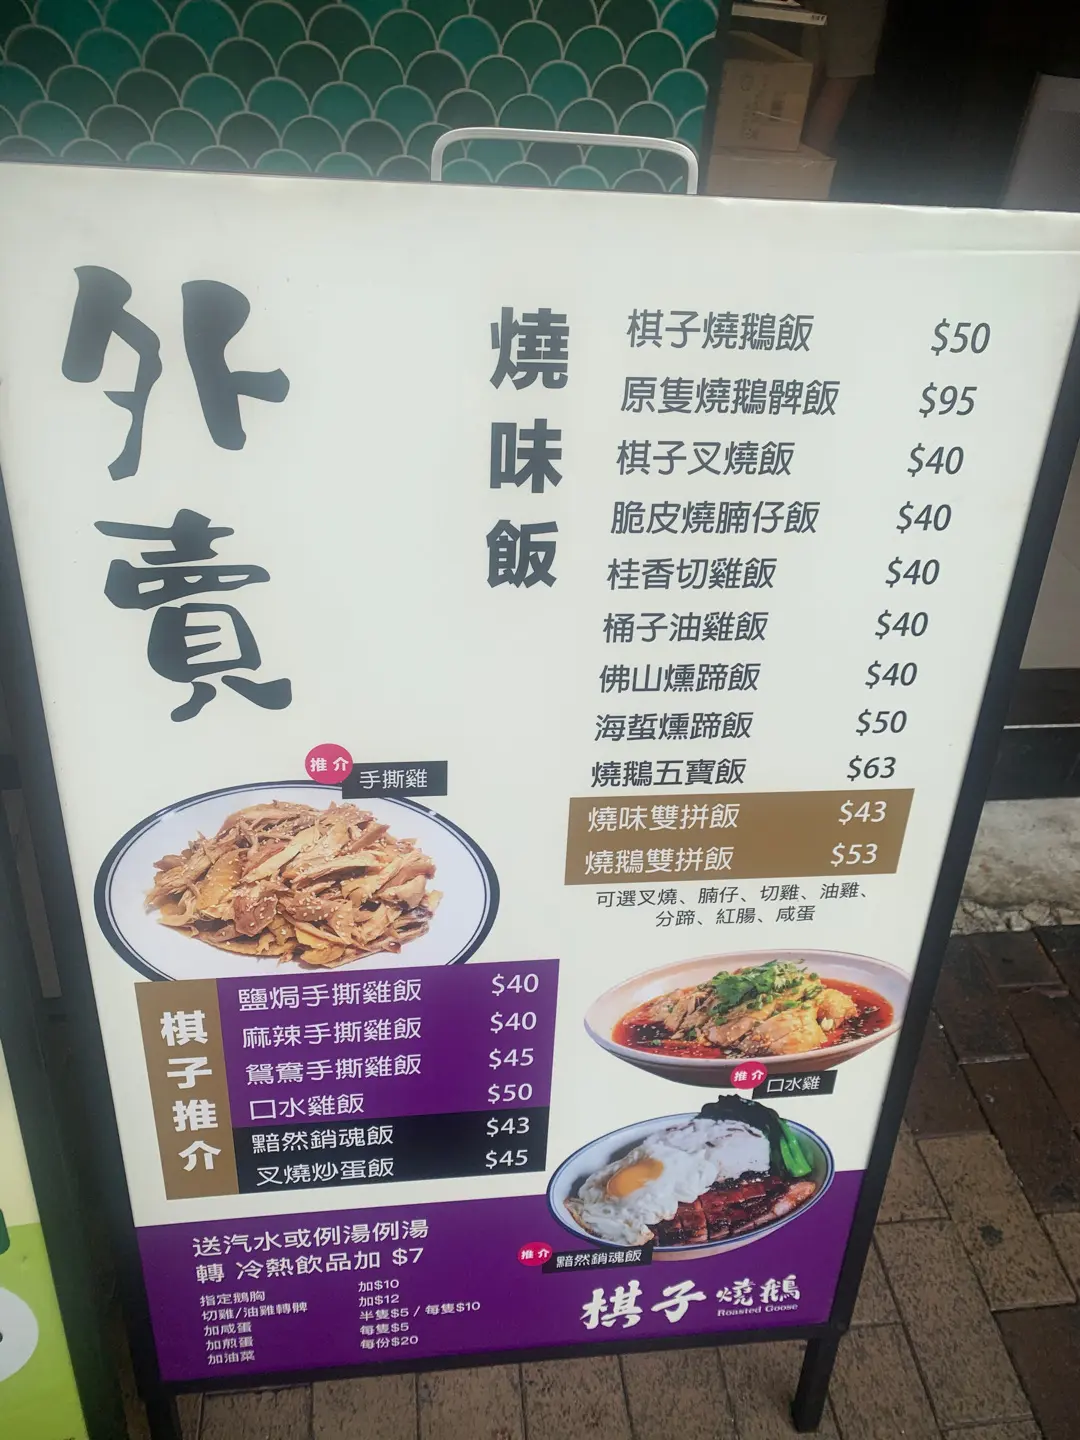 外賣
燒味飯
棋子燒鵝飯 $50
原隻燒鵝髀飯 $95
棋子叉燒飯 $40
脆皮燒腩仔飯 $40
桂香切雞飯 $40
桶子油雞飯 $40
佛山燻蹄飯 $40
海蜇燻蹄飯 $50
燒鵝五寶飯 $63
燒味雙拼飯 $43
燒鵝雙拼飯 $53
可選叉燒、腩仔、切雞、油雞、
分蹄、紅腸、咸蛋
推介 手撕雞
棋子推介
鹽焗手撕雞飯 $40
麻辣手撕雞飯 $40
鴛鴦手撕雞飯 $45
口水雞飯 $50
黯然銷魂飯 $43
叉燒炒蛋飯 $45
推介 口水雞
推介 黯然銷魂飯
送汽水或例湯例湯
轉 冷熱飲品加 $7
指定鵝胸 加$10
切雞/油雞轉髀 加$12
加咸蛋 半隻$5 / 每隻$10
加煎蛋 每隻$5
加油菜 每份$20
棋子燒鵝
Roasted Goose